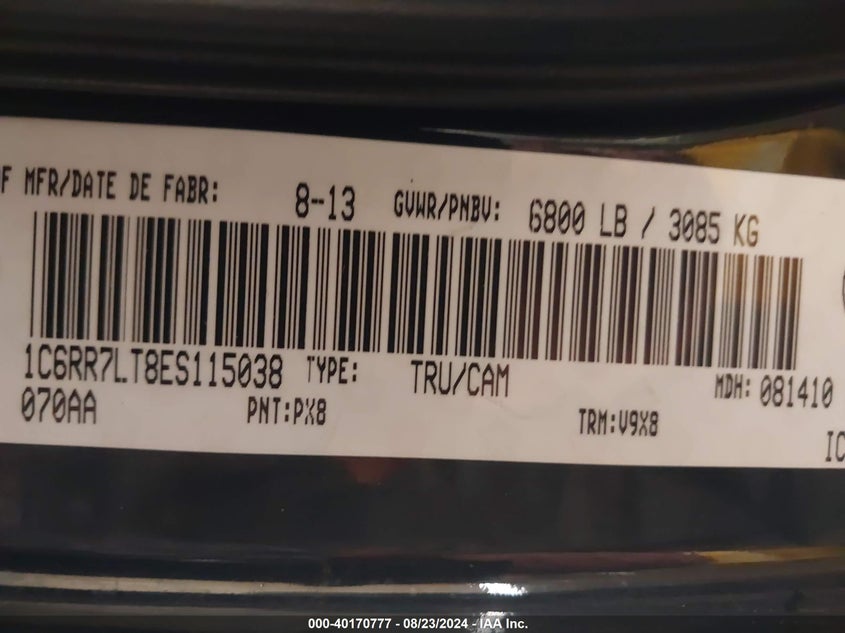 F MFR/DATE DE FABR: 8-13 GVWR/PNBV: 6800 LB / 3085 KG
1C6RR7LT8ES115038 TYPE: TRU/CAM MDH: 081410
070AA PNT:PX8 TRM:V9X8 IC
000-40170777 - 08/23/2024 - IAA Inc.